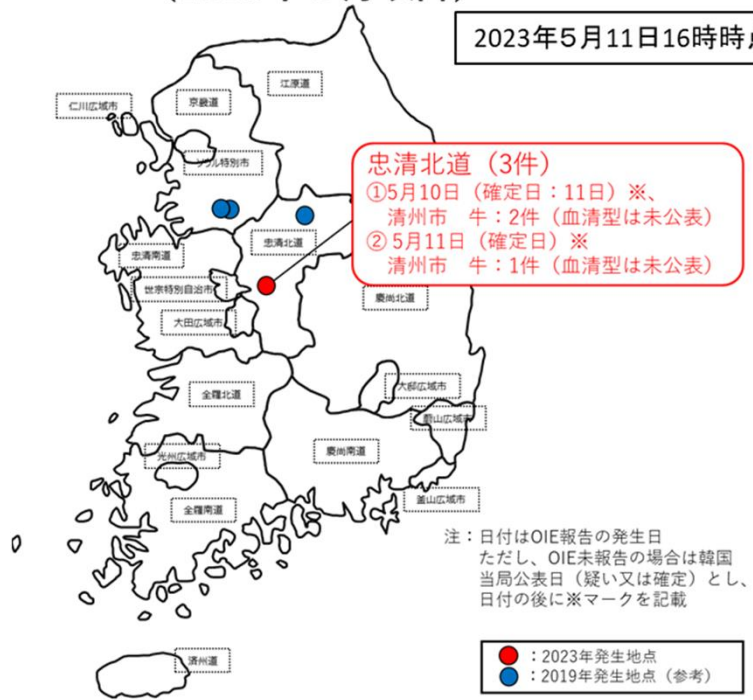 2023年5月11日16時時点
江原道
京畿道
仁川広域市
ソウル特別市
忠清北道（3件）
①5月10日（確定日：11日）※、
清州市　牛：2件（血清型は未公表）
② 5月11日（確定日）※
清州市　牛：1件（血清型は未公表）
忠清北道
忠清南道
世宗特別自治市
慶尚北道
大田広域市
大邱広域市
全羅北道
蔚山広域市
慶尚南道
光州広域市
釜山広域市
全羅南道
注：日付はOIE報告の発生日
ただし、OIE未報告の場合は韓国
当局公表日（疑い又は確定）とし、
日付の後に※マークを記載
済州道
：2023年発生地点
：2019年発生地点（参考）